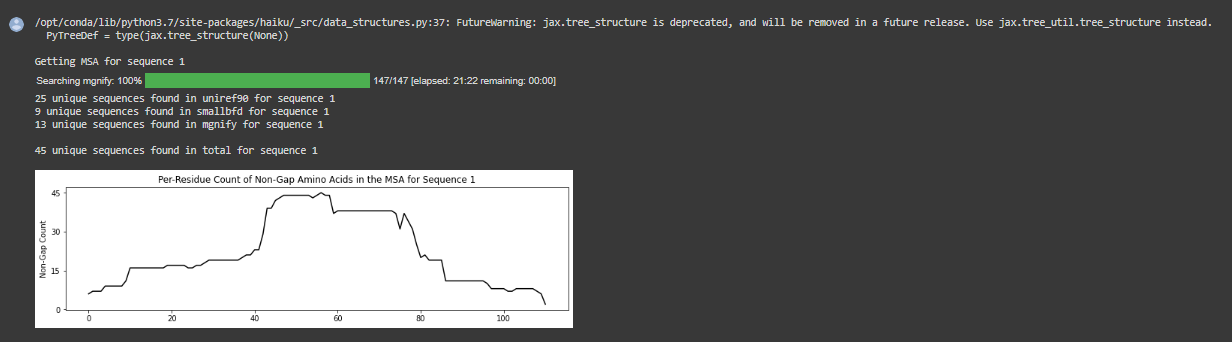 /opt/conda/lib/python3.7/site-packages/haiku/_src/data_structures.py:37: FutureWarning: jax.tree_structure is deprecated, and will be removed in a future release. Use jax.tree_util.tree_structure instead.
PyTreeDef = type(jax.tree_structure(None))
Getting MSA for sequence 1
Searching mgnify: 100% 147/147 [elapsed: 21:22 remaining: 00:00]
25 unique sequences found in uniref90 for sequence 1
9 unique sequences found in smallbfd for sequence 1
13 unique sequences found in mgnify for sequence 1
45 unique sequences found in total for sequence 1
Per-Residue Count of Non-Gap Amino Acids in the MSA for Sequence 1
Non-Gap Count
45
30
15
0
0 20 40 60 80 100